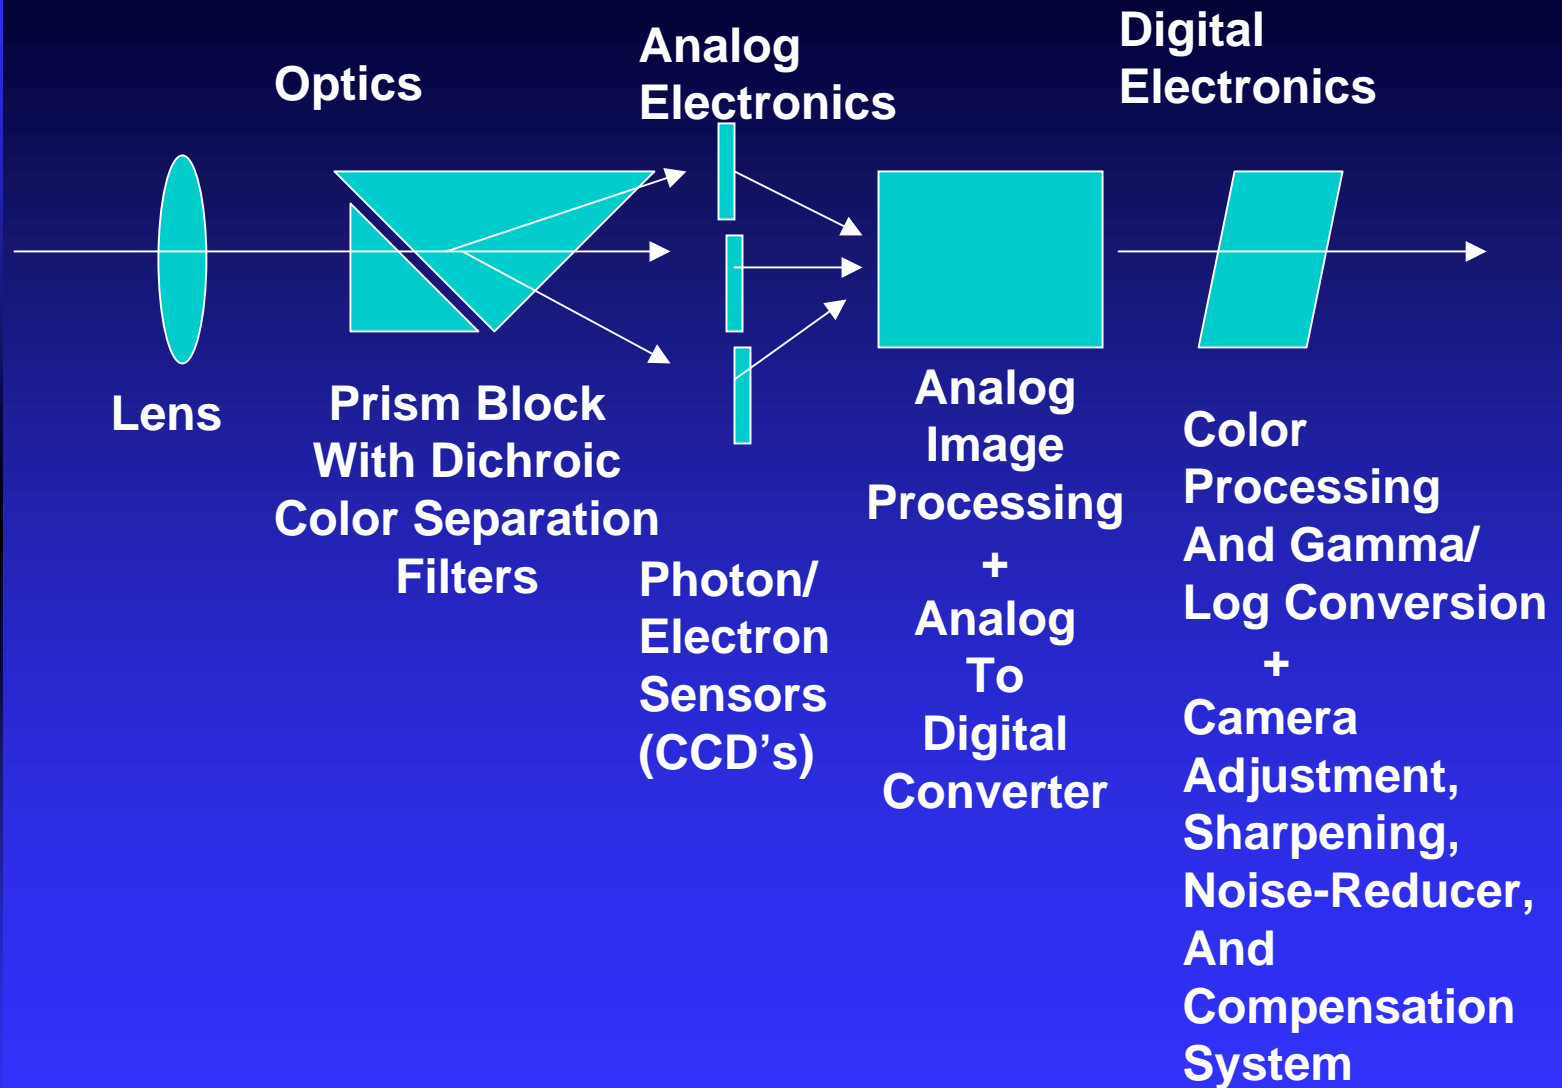 Optics
Analog
Electronics
Digital
Electronics
Lens
Prism Block
With Dichroic
Color Separation
Filters
Photon/
Electron
Sensors
(CCD’s)
Analog
Image
Processing
+
Analog
To
Digital
Converter
Color
Processing
And Gamma/
Log Conversion
+
Camera
Adjustment,
Sharpening,
Noise-Reducer,
And
Compensation
System